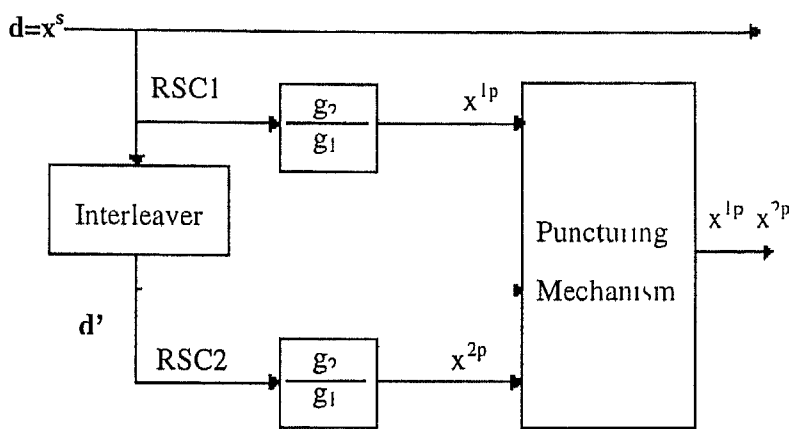 d=x^s
RSC1
g₂
g₁
x^1p
Interleaver
Puncturing
Mechanism
x^1p x^2p
d'
RSC2
g₂
g₁
x^2p